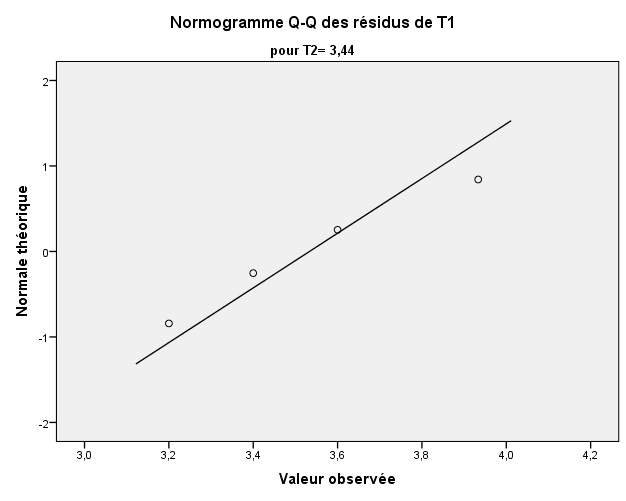 Normogramme Q-Q des résidus de T1
pour T2= 3,44
2
1
0
-1
-2
Normale théorique
3,0 3,2 3,4 3,6 3,8 4,0 4,2
Valeur observée